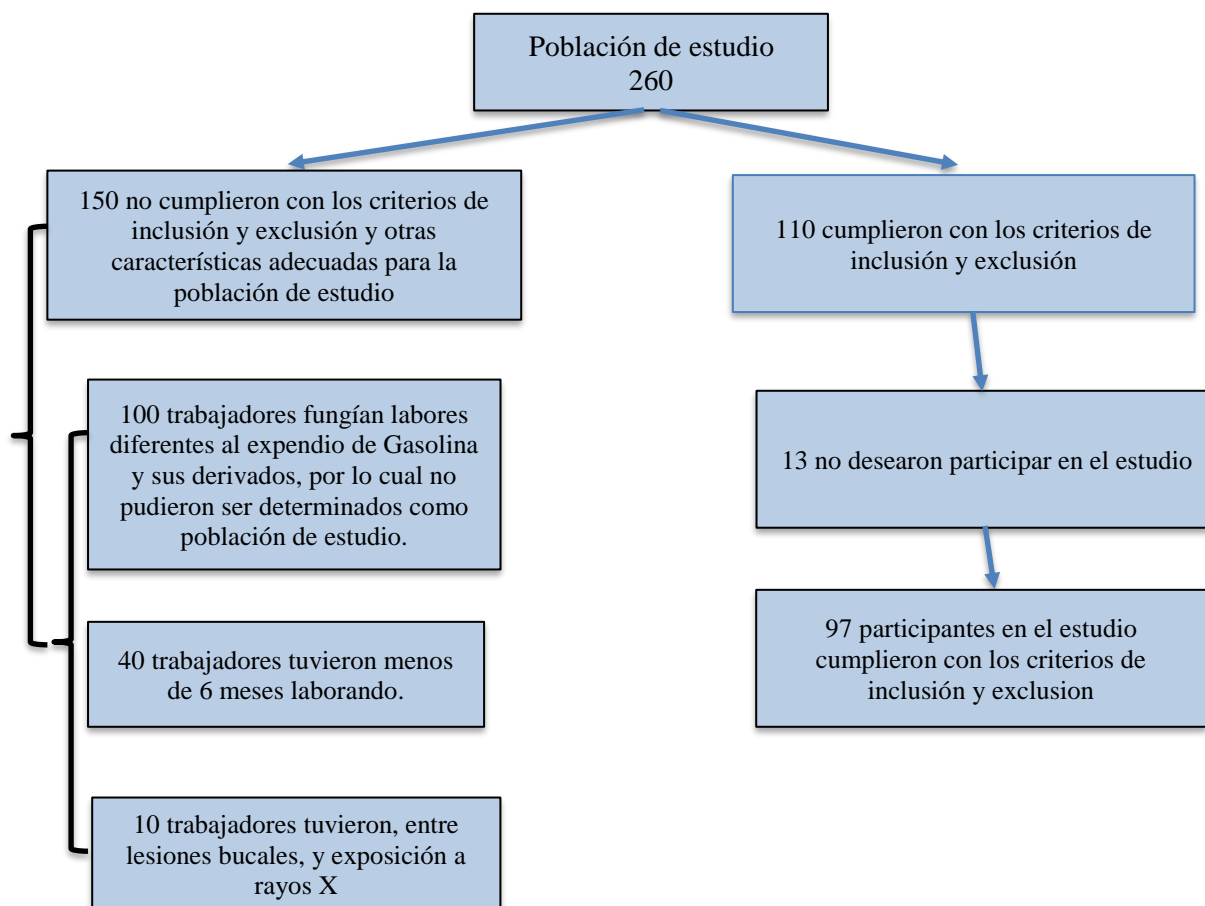 Población de estudio
260
150 no cumplieron con los criterios de
inclusión y exclusión y otras
características adecuadas para la
población de estudio
110 cumplieron con los criterios de
inclusión y exclusión
100 trabajadores fungían labores
diferentes al expendio de Gasolina
y sus derivados, por lo cual no
pudieron ser determinados como
población de estudio.
13 no desearon participar en el estudio
40 trabajadores tuvieron menos
de 6 meses laborando.
97 participantes en el estudio
cumplieron con los criterios de
inclusión y exclusion
10 trabajadores tuvieron, entre
lesiones bucales, y exposición a
rayos X